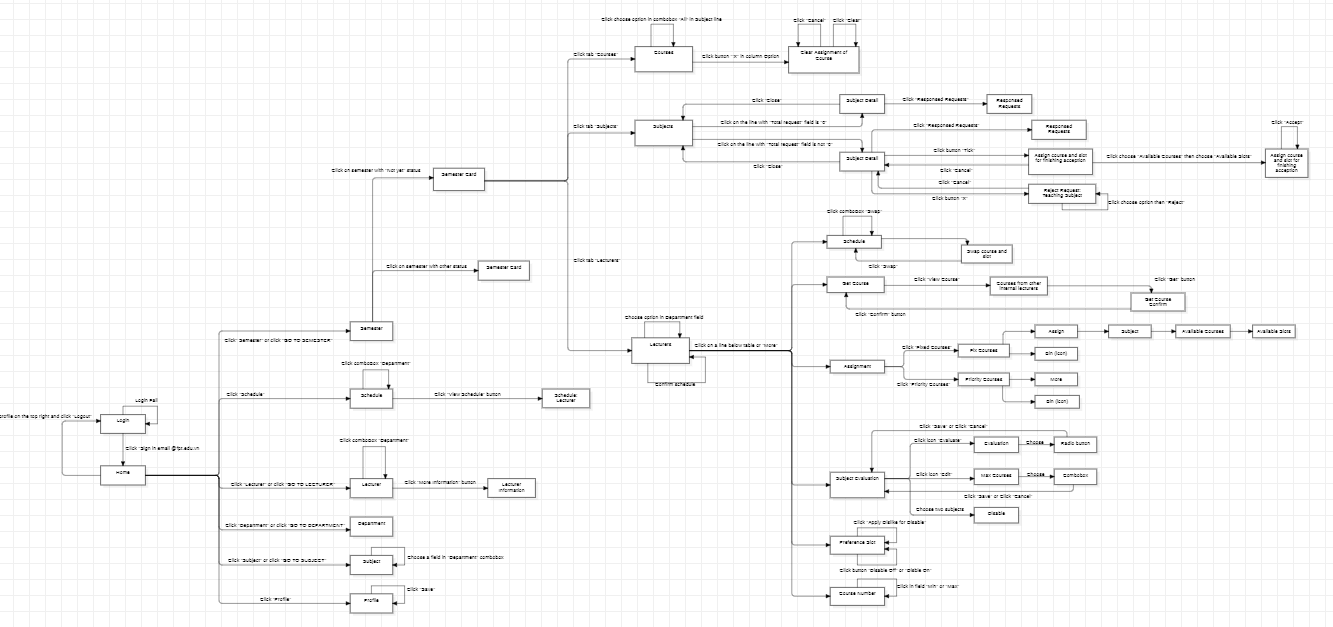 Click choose option in combobox "All" in Subject line
Click "Cancel"
Click "Clear"
Click tab "Courses"
Courses
Click button "X" in column Option
Clear Assignment of
Course
Click "Close"
Subject Detail
Click "Responsed Requests"
Responsed
Requests
Click tab "Subjects"
Subjects
Click on the line with "Total request" field is "0"
Click "Responsed Requests"
Responsed
Requests
Click "Accept"
Click on the line with "Total request" field is not "0"
Click "Close"
Subject Detail
Click button "Tick"
Assign course and slot
for finishing acception
Click choose "Available Courses" then choose "Available Slots"
Assign course
and slot for
finishing
acception
Click "Cancel"
Click on semester with "Not yet" status
Semester Card
Click "Cancel"
Click button "X"
Reject Request:
Teaching Subject
Click choose option then "Reject"
Click combobox "Swap"
Schedule
Swap course and
slot
Click "Swap"
Click tab "Lecturers"
Click on semester with other status
Semester Card
Get Course
Click "View Course"
Courses from other
internal lecturers
Click "Get" button
Get Course
Confirm
Click "Confirm" button
Choose option in Department field
Semester
Click "Semester" or click "GO TO SEMESTER"
Lecturers
Click on a line below table or "More"
Confirm schedule
Assignment
Click "Fixed Courses"
Fix Courses
Assign
Subject
Available Courses
Available Slots
Bin (icon)
Click "Priority Courses"
Priority Courses
More
Bin (icon)
Click combobox "Department"
Click "Schedule"
Schedule
Click "View Schedule" button
Schedule:
Lecturer
Login Fail
rofile on the top right and click "Logout"
Login
Click "Sign in email @fpt.edu.vn
Home
Click "Save" or Click "Cancel"
Click icon "Evaluate"
Evaluation
Choose
Radio button
Subject Evaluation
Click icon "Edit"
Max Courses
Choose
Combobox
Click "Save" or Click "Cancel"
Choose two subjects
Disable
Click combobox "Department"
Click "Lecturer" or click "GO TO LECTURER"
Lecturer
Click "More Information" button
Lecturer
Information
Click "Department" or click "GO TO DEPARTMENT"
Department
Click "Apply Dislike for Disable"
Preference Slot
Click button "Disable Off" or "Disble On"
Click "Subject" or click "GO TO SUBJECT"
Subject
Choose a field in "Department" combobox
Click "Profile"
Profile
Click "Save"
Course Number
Click in field "Min" or "Max"